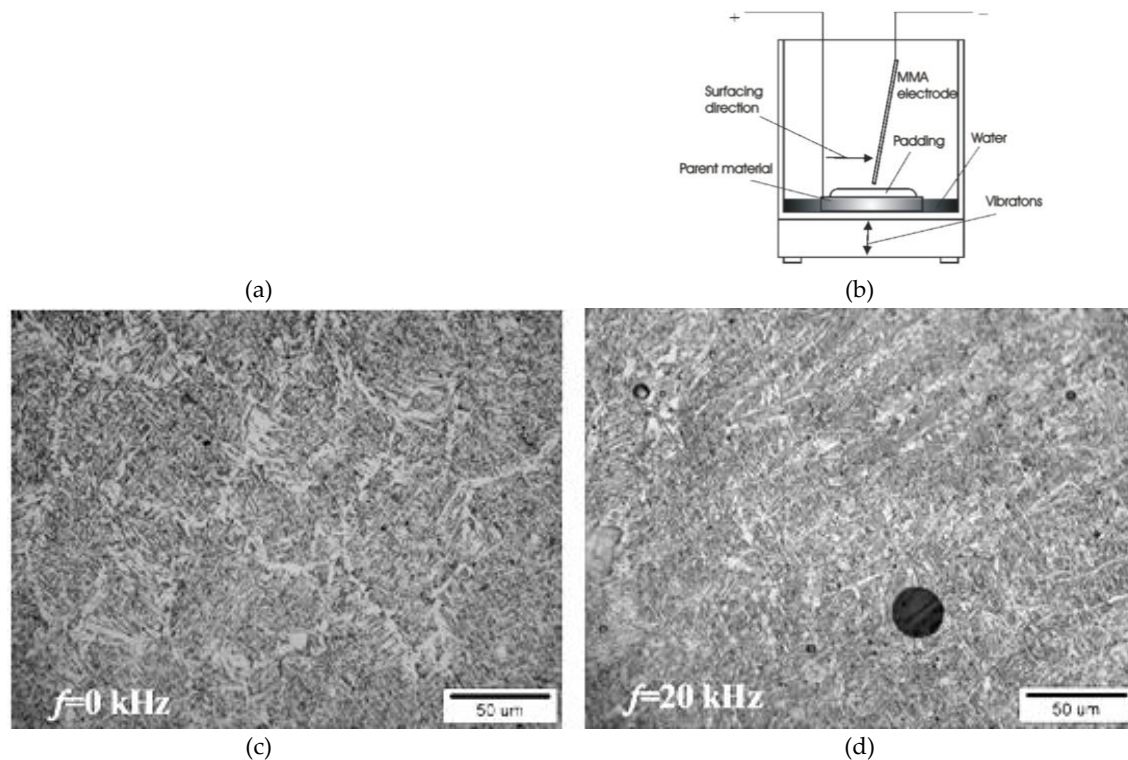 + −
MMA
electrode
Surfacing
direction
Padding
Water
Parent material
Vibratons
(a) (b)
f=0 kHz 50 um
f=20 kHz 50 um
(c) (d)